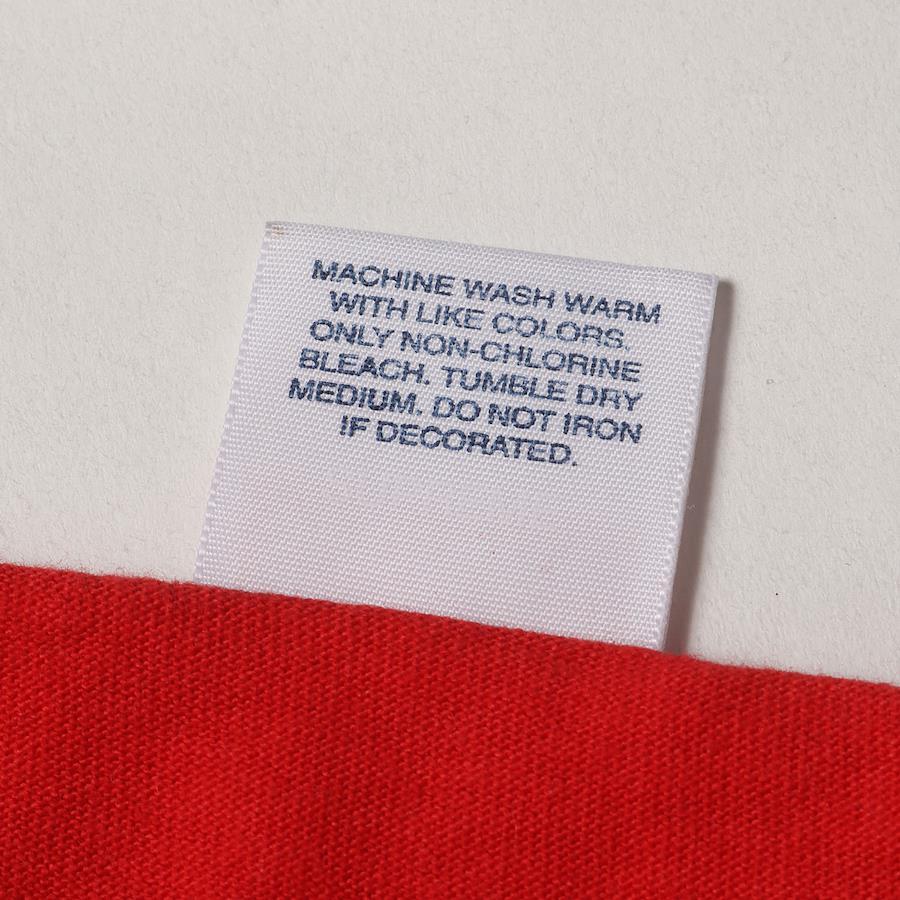 MACHINE WASH WARM
WITH LIKE COLORS.
ONLY NON-CHLORINE
BLEACH. TUMBLE DRY
MEDIUM. DO NOT IRON
IF DECORATED.